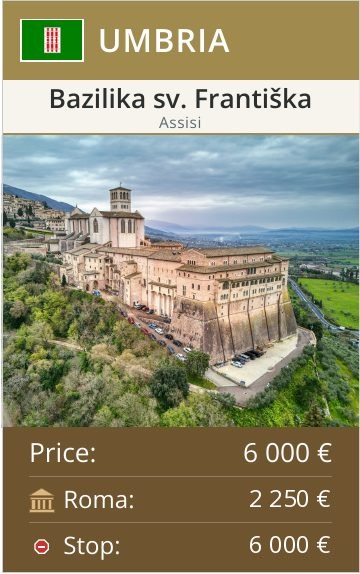 UMBRIA
Bazilika sv. Františka
Assisi
Price: 6 000 €
Roma: 2 250 €
Stop: 6 000 €